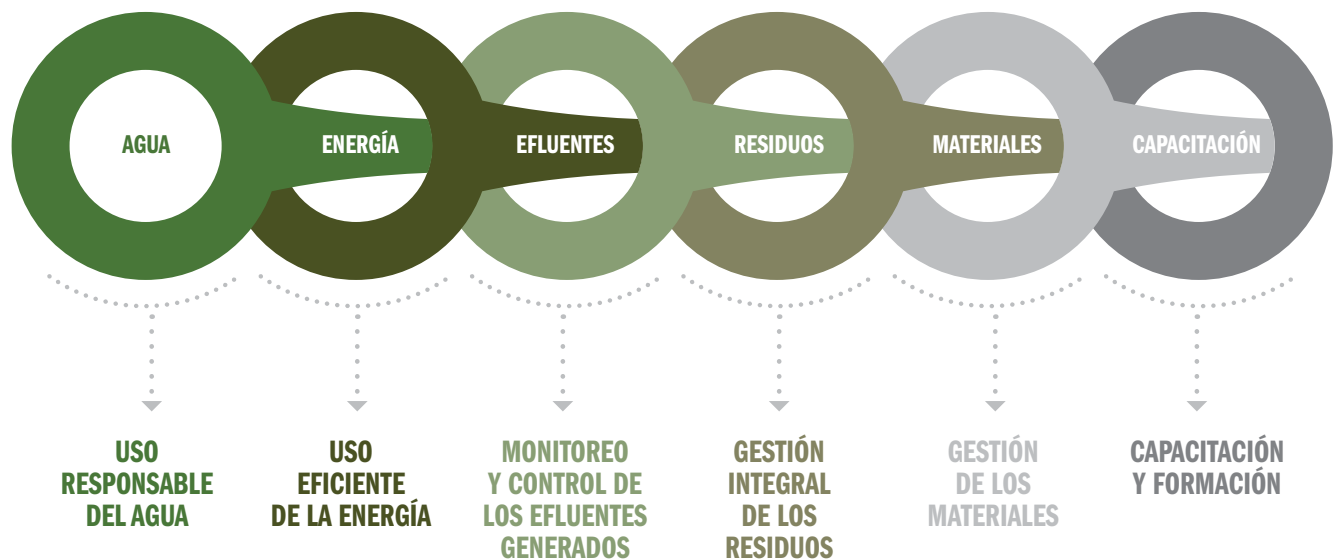 AGUA
ENERGÍA
EFLUENTES
RESIDUOS
MATERIALES
CAPACITACIÓN
USO
RESPONSABLE
DEL AGUA
USO
EFICIENTE
DE LA ENERGÍA
MONITOREO
Y CONTROL DE
LOS EFLUENTES
GENERADOS
GESTIÓN
INTEGRAL
DE LOS
RESIDUOS
GESTIÓN
DE LOS
MATERIALES
CAPACITACIÓN
Y FORMACIÓN